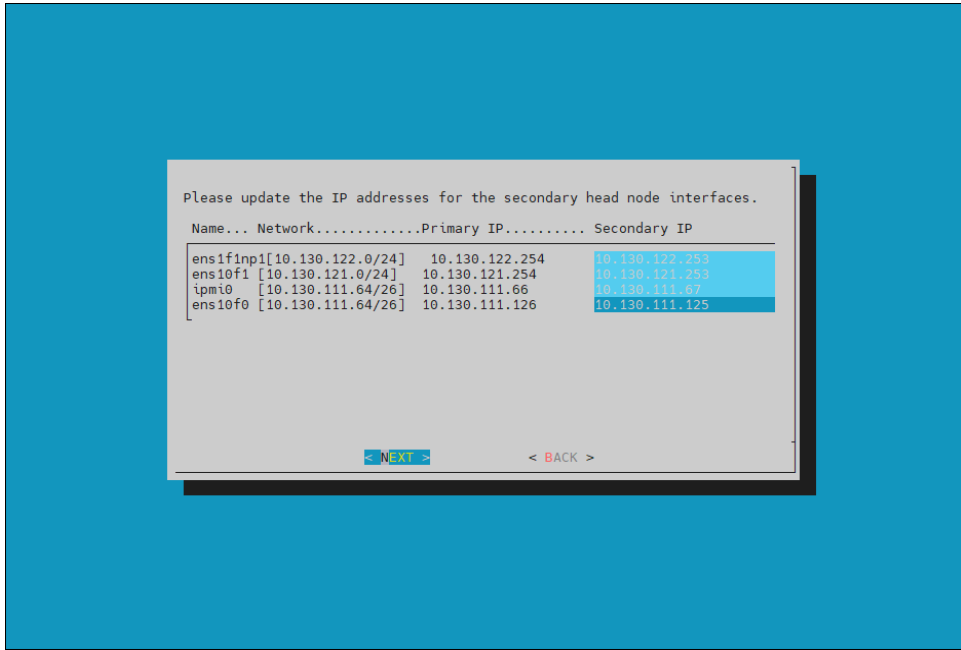 Please update the IP addresses for the secondary head node interfaces.
Name... Network.............Primary IP.......... Secondary IP
ens1f1np1[10.130.122.0/24] 10.130.122.254 10.130.122.253
ens10f1 [10.130.121.0/24] 10.130.121.254 10.130.121.253
ipmi0 [10.130.111.64/26] 10.130.111.66 10.130.111.67
ens10f0 [10.130.111.64/26] 10.130.111.126 10.130.111.125
< NEXT > < BACK >